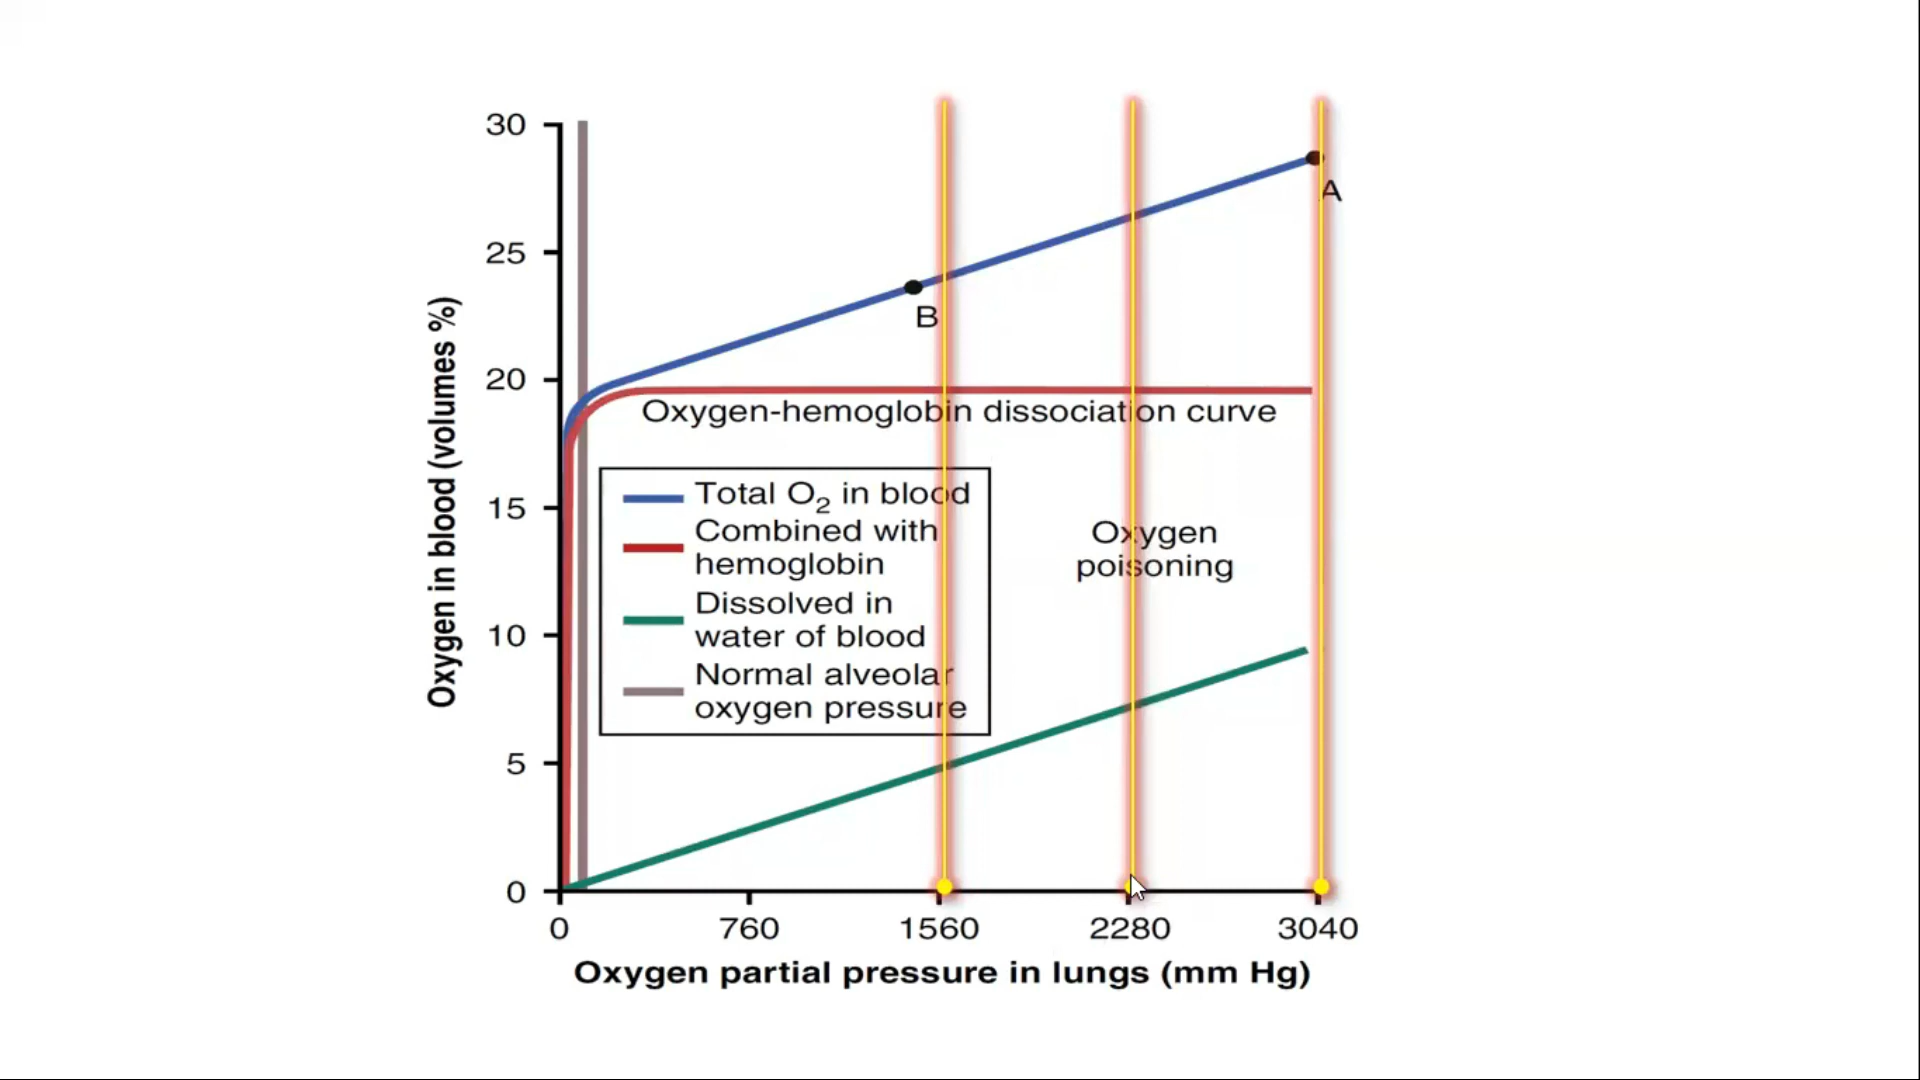 30
25
20
15
10
5
0
Oxygen in blood (volumes %)
A
B
Oxygen-hemoglobin dissociation curve
Total O2 in blood
Combined with
hemoglobin
Dissolved in
water of blood
Normal alveolar
oxygen pressure
Oxygen
poisoning
0 760 1560 2280 3040
Oxygen partial pressure in lungs (mm Hg)